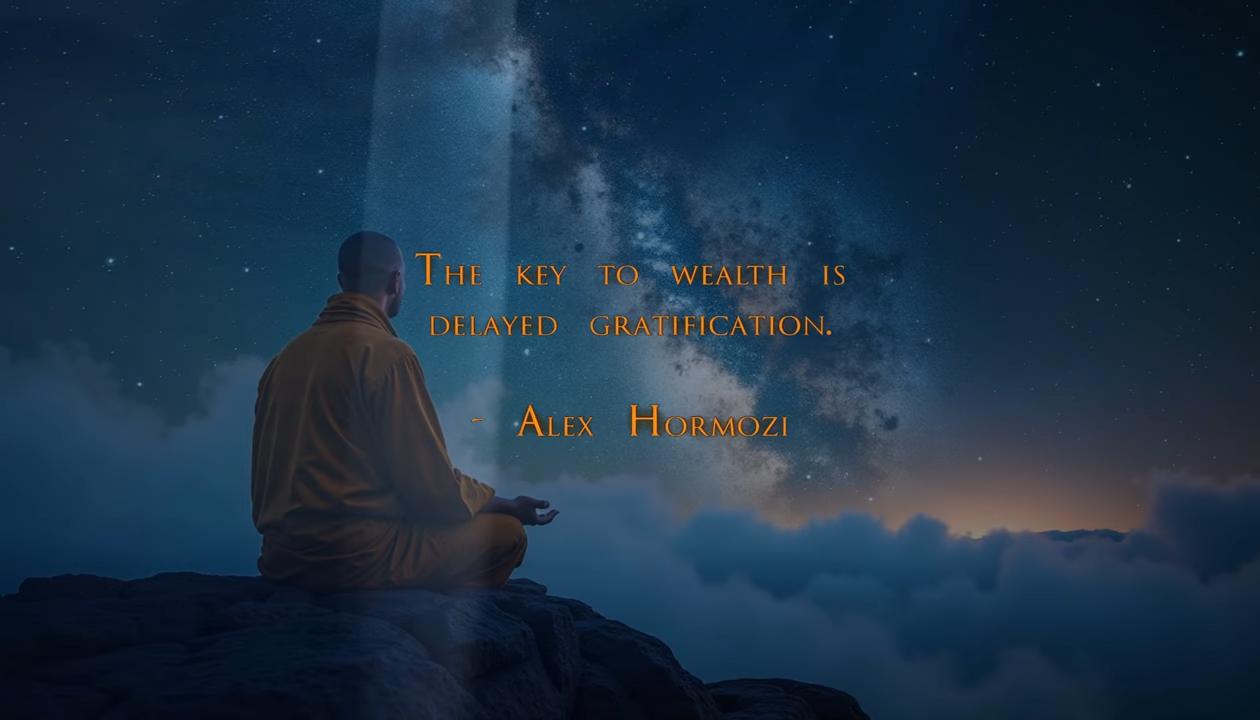 The key to wealth is
delayed gratification.
- Alex Hormozi